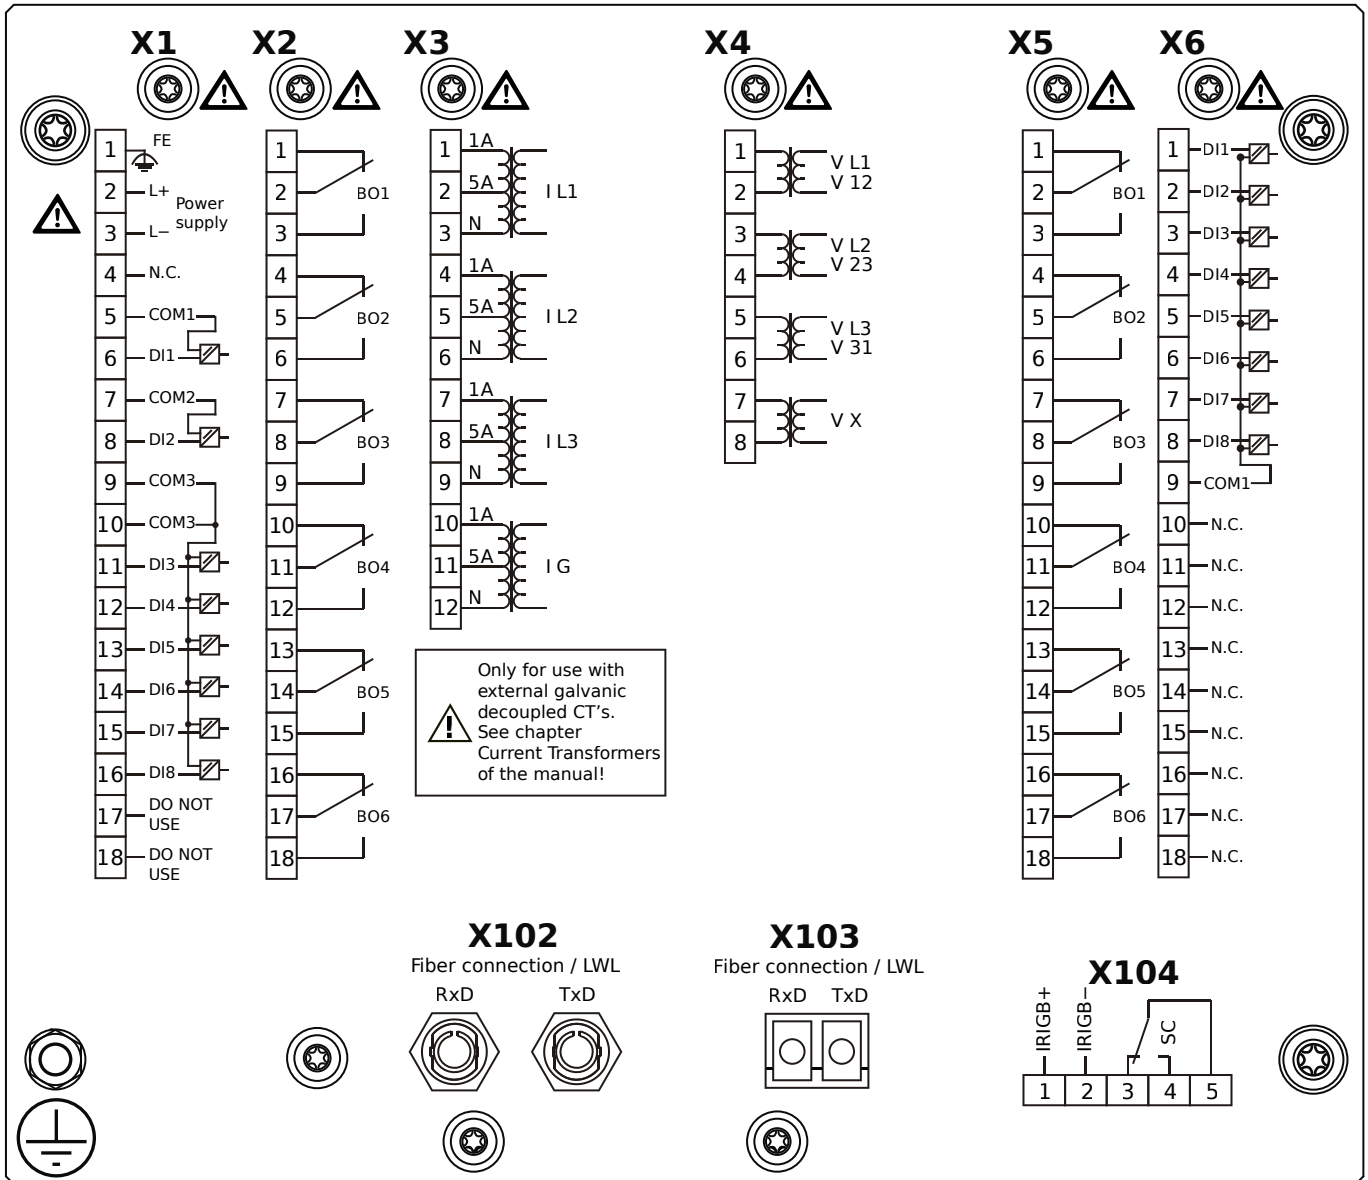 X1 X2 X3 X4 X5 X6
1 FE
2 L+
Power
supply
3 L−
4 N.C.
5 COM1
6 DI1
7 COM2
8 DI2
9 COM3
10 COM3
11 DI3
12 DI4
13 DI5
14 DI6
15 DI7
16 DI8
17 DO NOT
USE
18 DO NOT
USE
1
2 BO1
3
4
5 BO2
6
7
8 BO3
9
10
11 BO4
12
13
14 BO5
15
16
17 BO6
18
1 1A
2 5A I L1
3 N
4 1A
5 5A I L2
6 N
7 1A
8 5A I L3
9 N
10 1A
11 5A I G
12 N
Only for use with
external galvanic
decoupled CT's.
See chapter
Current Transformers
of the manual!
1 V L1
2 V 12
3 V L2
4 V 23
5 V L3
6 V 31
7 V X
8
1
2 BO1
3
4
5 BO2
6
7
8 BO3
9
10
11 BO4
12
13
14 BO5
15
16
17 BO6
18
1 DI1
2 DI2
3 DI3
4 DI4
5 DI5
6 DI6
7 DI7
8 DI8
9 COM1
10 N.C.
11 N.C.
12 N.C.
13 N.C.
14 N.C.
15 N.C.
16 N.C.
17 N.C.
18 N.C.
X102
Fiber connection / LWL
RxD TxD
X103
Fiber connection / LWL
RxD TxD
X104
IRIGB+ IRIGB− SC
1 2 3 4 5